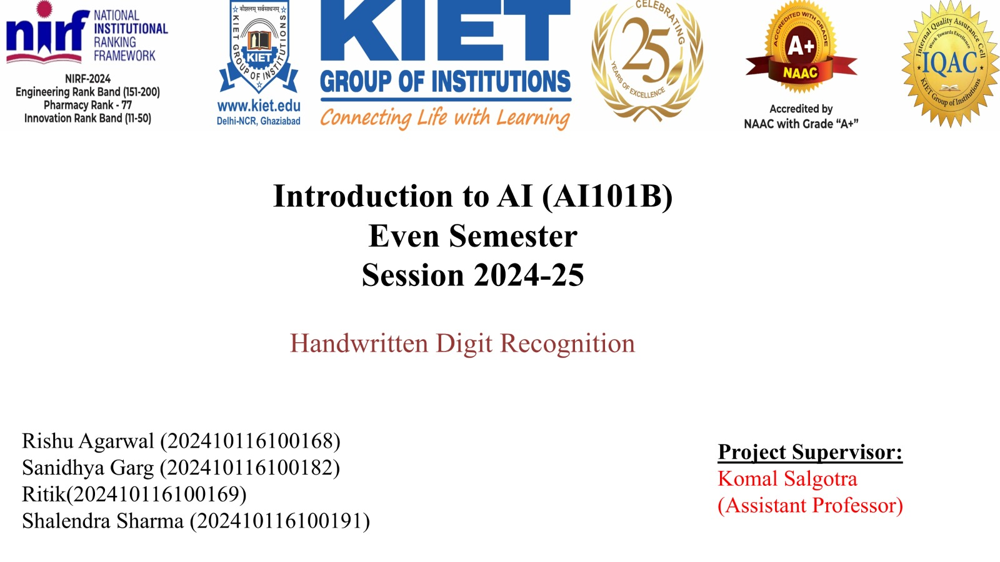 nirf NATIONAL
INSTITUTIONAL
RANKING
FRAMEWORK
NIRF-2024
Engineering Rank Band (151-200)
Pharmacy Rank - 77
Innovation Rank Band (11-50)
कौशलम् सर्वसाधनम्
KIET GROUP OF INSTITUTIONS
KIET
www.kiet.edu
Delhi-NCR, Ghaziabad
KIET
GROUP OF INSTITUTIONS
Connecting Life with Learning
CELEBRATING
25
YEARS OF EXCELLENCE
ACCREDITED WITH GRADE
A+
NAAC
Accredited by
NAAC with Grade “A+”
Internal Quality Assurance Cell
Work Towards Excellence
IQAC
KIET Group of Institutions
Introduction to AI (AI101B)
Even Semester
Session 2024-25
Handwritten Digit Recognition
Rishu Agarwal (202410116100168)
Sanidhya Garg (202410116100182)
Ritik(202410116100169)
Shalendra Sharma (202410116100191)
Project Supervisor:
Komal Salgotra
(Assistant Professor)